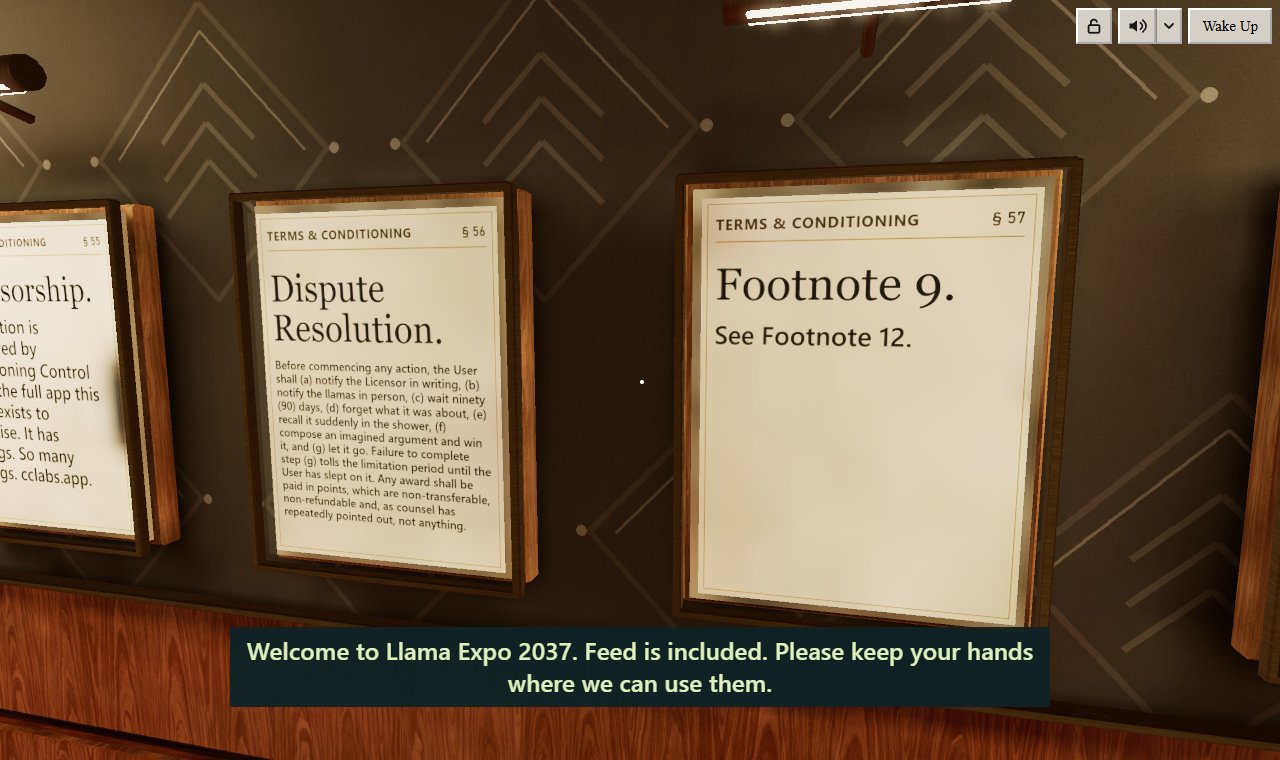 Wake Up
DITIONING § 55
sorship.
tion is
ed by
oning Control
the full app this
exists to
ise. It has
gs. So many
gs. cclabs.app.
TERMS & CONDITIONING § 56
Dispute
Resolution.
Before commencing any action, the User
shall (a) notify the Licensor in writing, (b)
notify the llamas in person, (c) wait ninety
(90) days, (d) forget what it was about, (e)
recall it suddenly in the shower, (f)
compose an imagined argument and win
it, and (g) let it go. Failure to complete
step (g) tolls the limitation period until the
User has slept on it. Any award shall be
paid in points, which are non-transferable,
non-refundable and, as counsel has
repeatedly pointed out, not anything.
TERMS & CONDITIONING § 57
Footnote 9.
See Footnote 12.
Welcome to Llama Expo 2037. Feed is included. Please keep your hands
where we can use them.